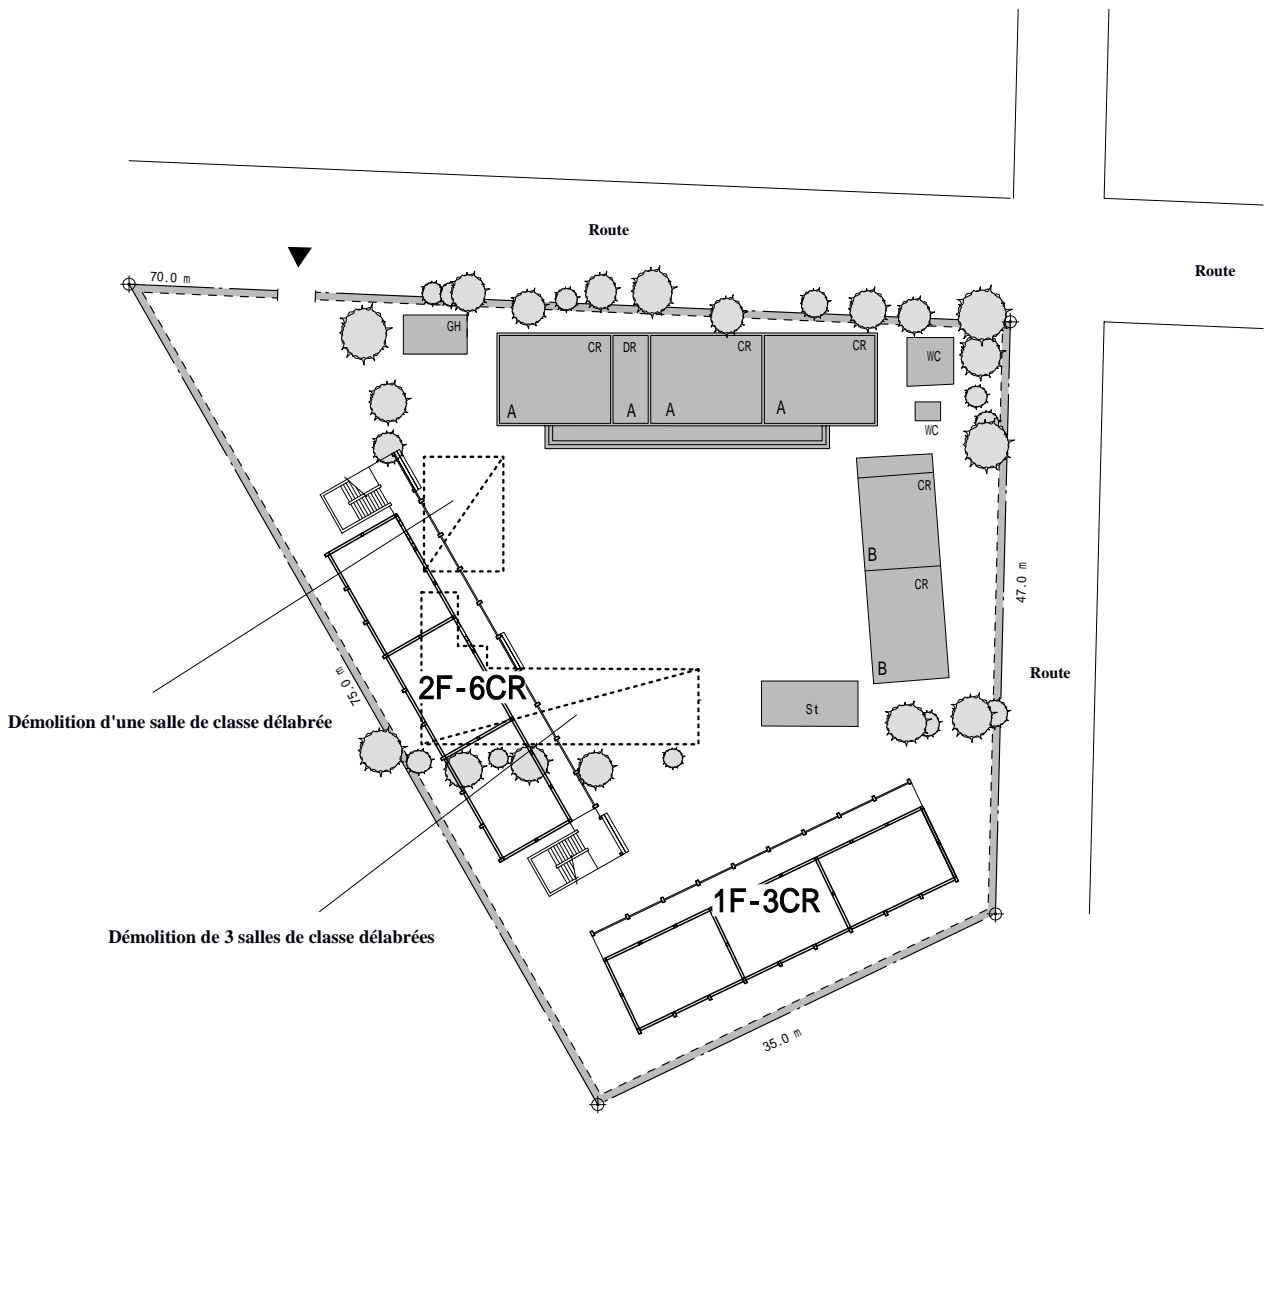 Route
Route
70.0 m
GH
CR
DR
CR
CR
A
A
A
A
WC
WC
CR
B
CR
B
47.0 m
Route
75.0 m
2F-6CR
St
Démolition d'une salle de classe délabrée
1F-3CR
Démolition de 3 salles de classe délabrées
35.0 m